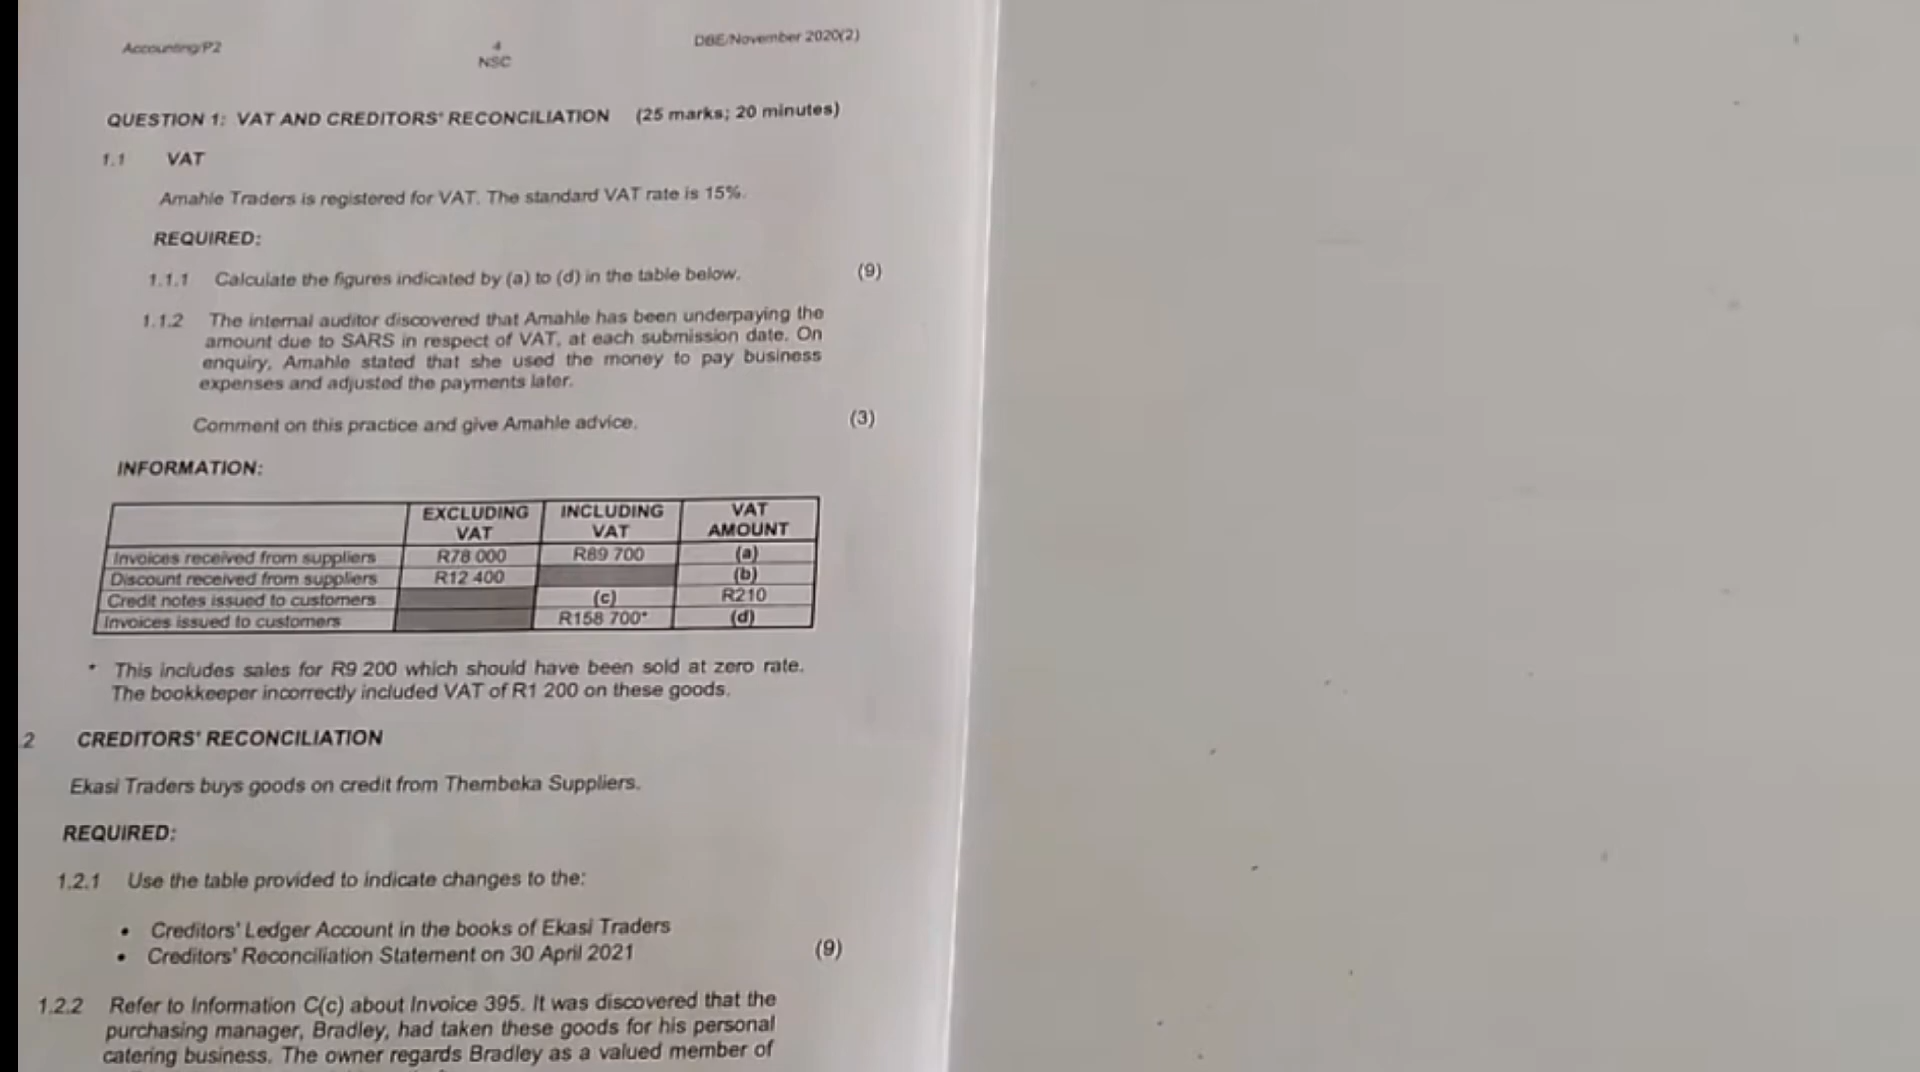 Accounting/P2
4
NSC
DBE/November 2020(2)
QUESTION 1: VAT AND CREDITORS' RECONCILIATION (25 marks; 20 minutes)
1.1 VAT
Amahle Traders is registered for VAT. The standard VAT rate is 15%.
REQUIRED:
1.1.1 Calculate the figures indicated by (a) to (d) in the table below. (9)
1.1.2 The internal auditor discovered that Amahle has been underpaying the
amount due to SARS in respect of VAT, at each submission date. On
enquiry, Amahle stated that she used the money to pay business
expenses and adjusted the payments later.
Comment on this practice and give Amahle advice. (3)
INFORMATION:
EXCLUDING VAT INCLUDING VAT VAT AMOUNT
Invoices received from suppliers R78 000 R89 700 (a)
Discount received from suppliers R12 400 (b)
Credit notes issued to customers (c) R210
Invoices issued to customers R158 700* (d)
* This includes sales for R9 200 which should have been sold at zero rate.
The bookkeeper incorrectly included VAT of R1 200 on these goods.
2 CREDITORS' RECONCILIATION
Ekasi Traders buys goods on credit from Thembeka Suppliers.
REQUIRED:
1.2.1 Use the table provided to indicate changes to the:
• Creditors' Ledger Account in the books of Ekasi Traders
• Creditors' Reconciliation Statement on 30 April 2021 (9)
1.2.2 Refer to Information C(c) about Invoice 395. It was discovered that the
purchasing manager, Bradley, had taken these goods for his personal
catering business. The owner regards Bradley as a valued member of